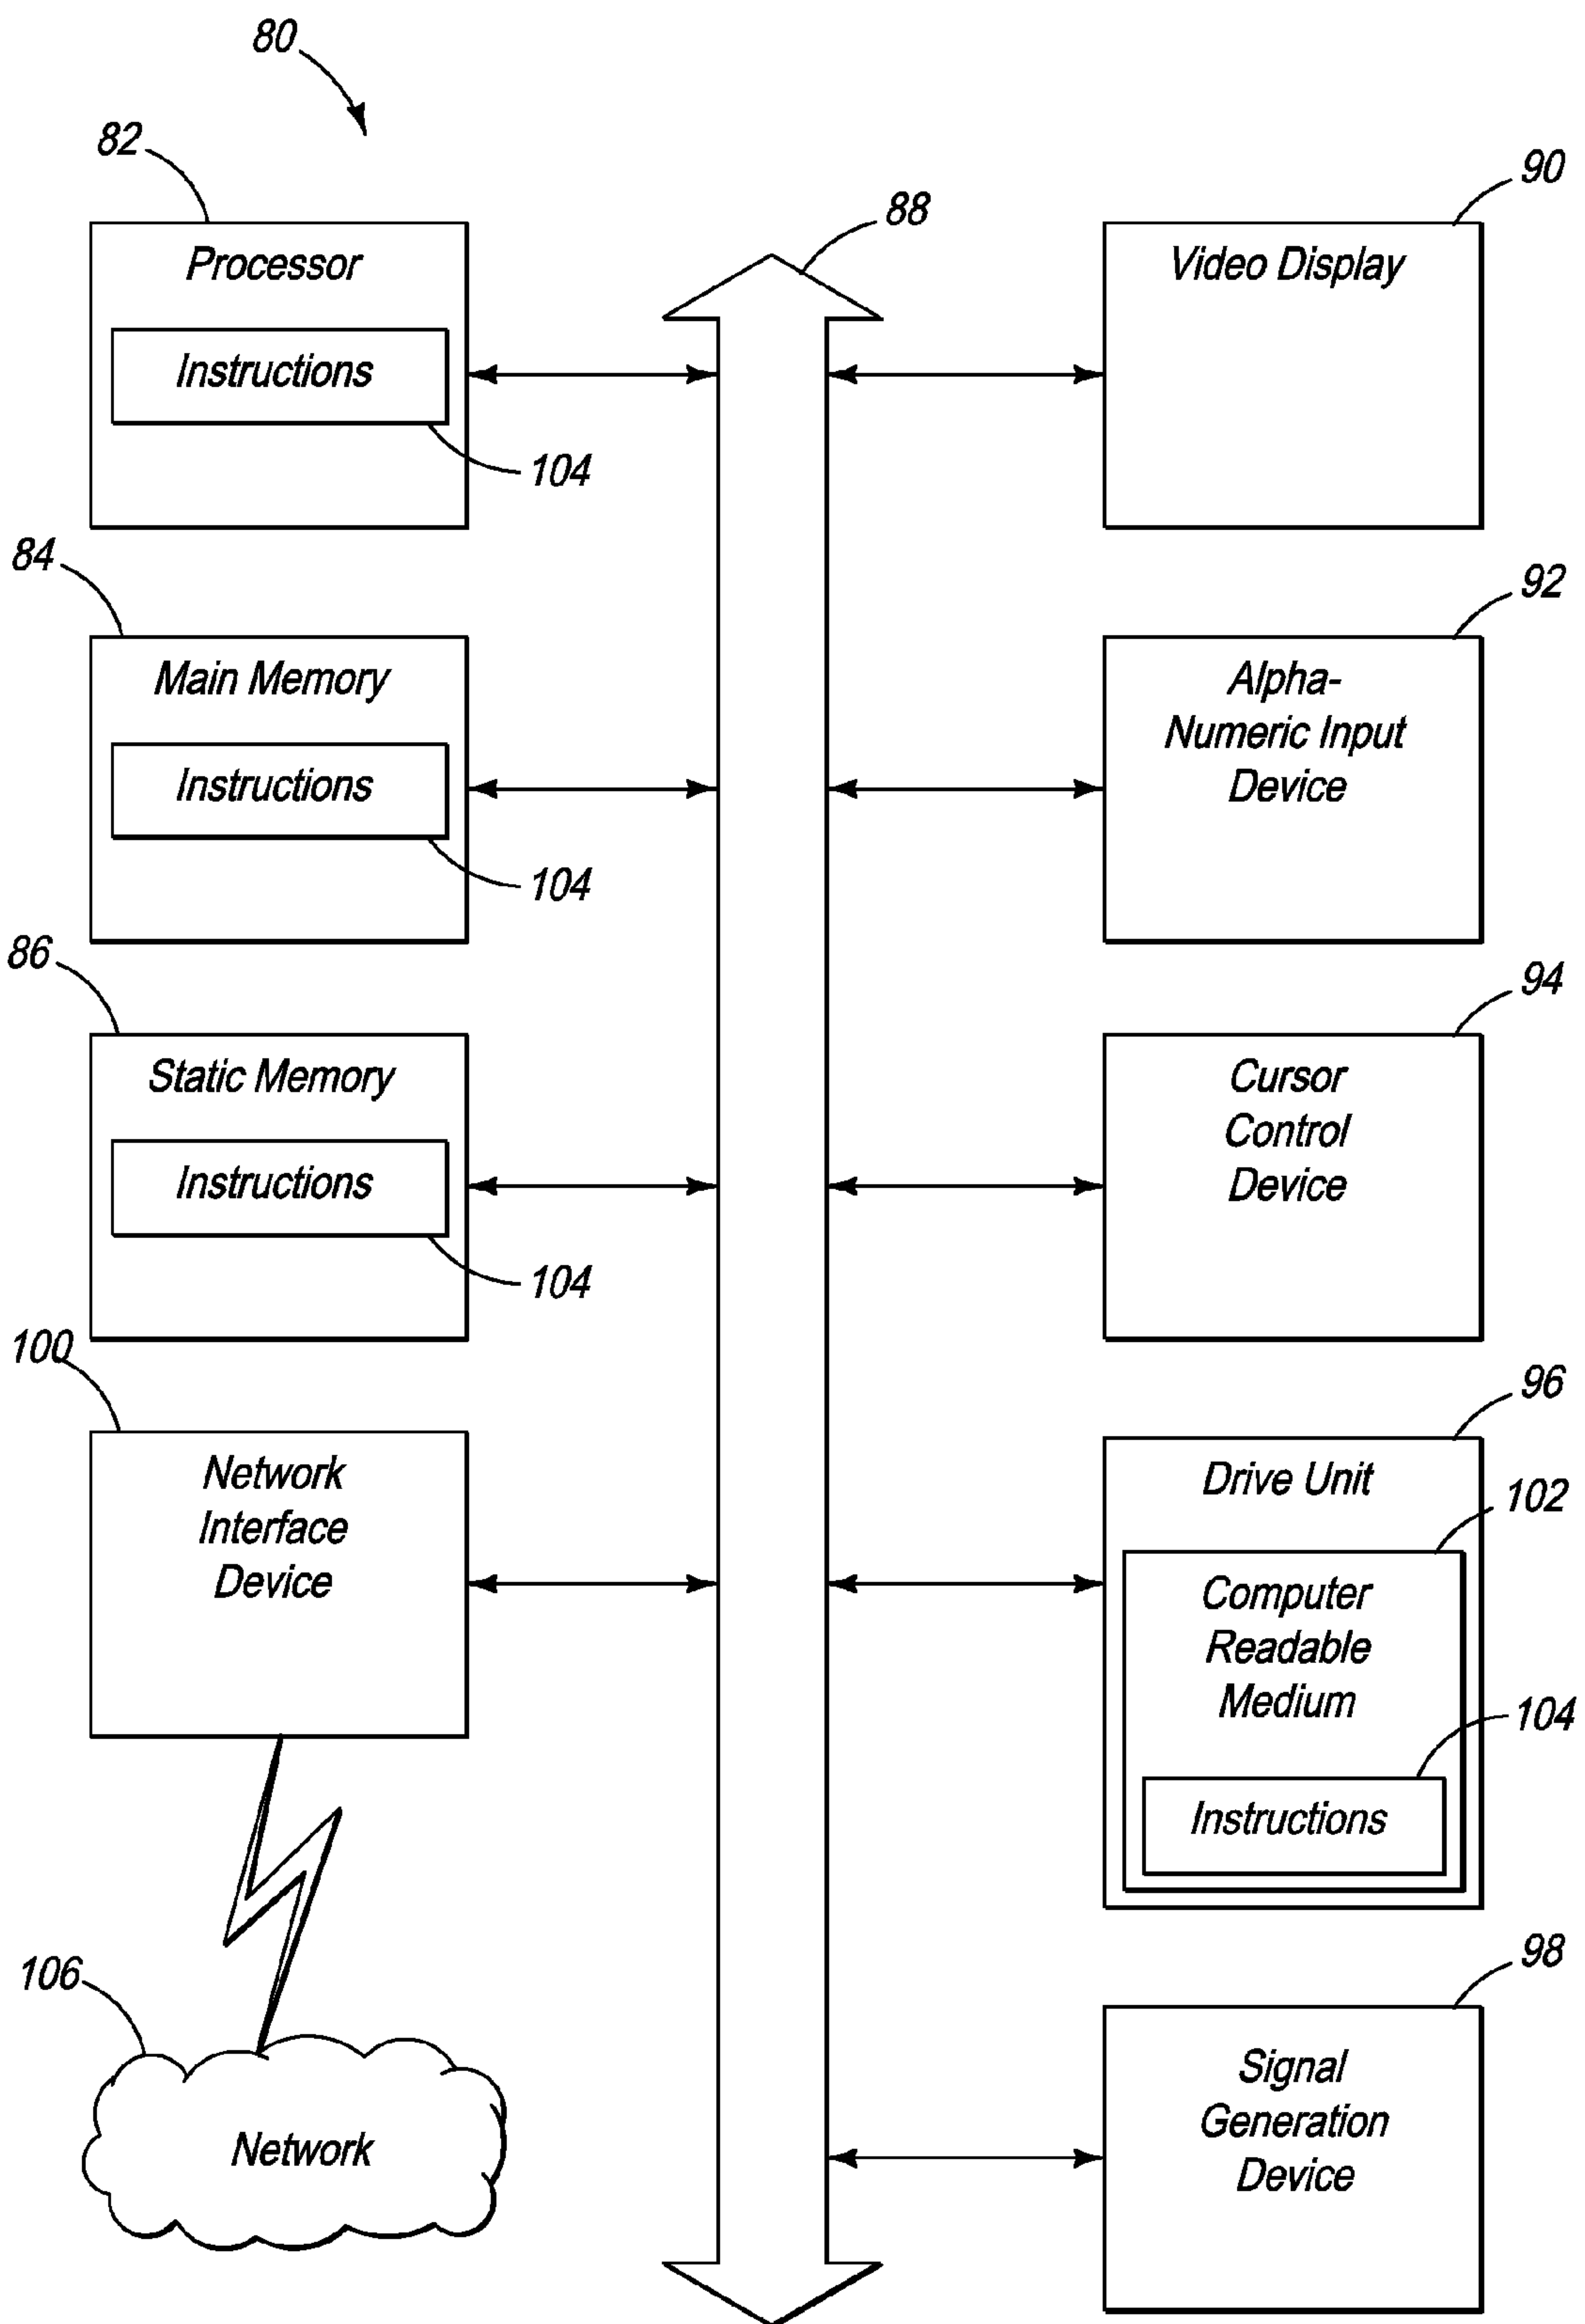 80
82
Processor
Instructions
104
84
Main Memory
Instructions
104
86
Static Memory
Instructions
104
100
Network
Interface
Device
106
Network
88
90
Video Display
92
Alpha-
Numeric Input
Device
94
Cursor
Control
Device
96
Drive Unit
102
Computer
Readable
Medium
104
Instructions
98
Signal
Generation
Device